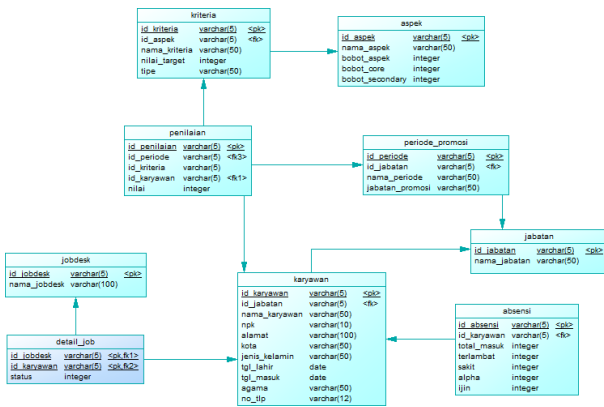 kriteria
id_kriteria varchar(5) <pk>
id_aspek varchar(5) <fk>
nama_kriteria varchar(50)
nilai_target integer
tipe varchar(50)
aspek
id_aspek varchar(5) <pk>
nama_aspek varchar(50)
bobot_aspek integer
bobot_core integer
bobot_secondary integer
penilaian
id_penilaian varchar(5) <pk>
id_periode varchar(5) <fk3>
id_kriteria varchar(5)
id_karyawan varchar(5) <fk1>
nilai integer
periode_promosi
id_periode varchar(5) <pk>
id_jabatan varchar(5) <fk>
nama_periode varchar(50)
jabatan_promosi varchar(50)
jabatan
id_jabatan varchar(5) <pk>
nama_jabatan varchar(50)
jobdesk
id_jobdesk varchar(5) <pk>
nama_jobdesk varchar(100)
karyawan
id_karyawan varchar(5) <pk>
id_jabatan varchar(5) <fk>
nama_karyawan varchar(50)
npk varchar(10)
alamat varchar(100)
kota varchar(50)
jenis_kelamin varchar(50)
tgl_lahir date
tgl_masuk date
agama varchar(50)
no_tlp varchar(12)
absensi
id_absensi varchar(5) <pk>
id_karyawan varchar(5) <fk>
total_masuk integer
terlambat integer
sakit integer
alpha integer
ijin integer
detail_job
id_jobdesk varchar(5) <pk,fk1>
id_karyawan varchar(5) <pk,fk2>
status integer